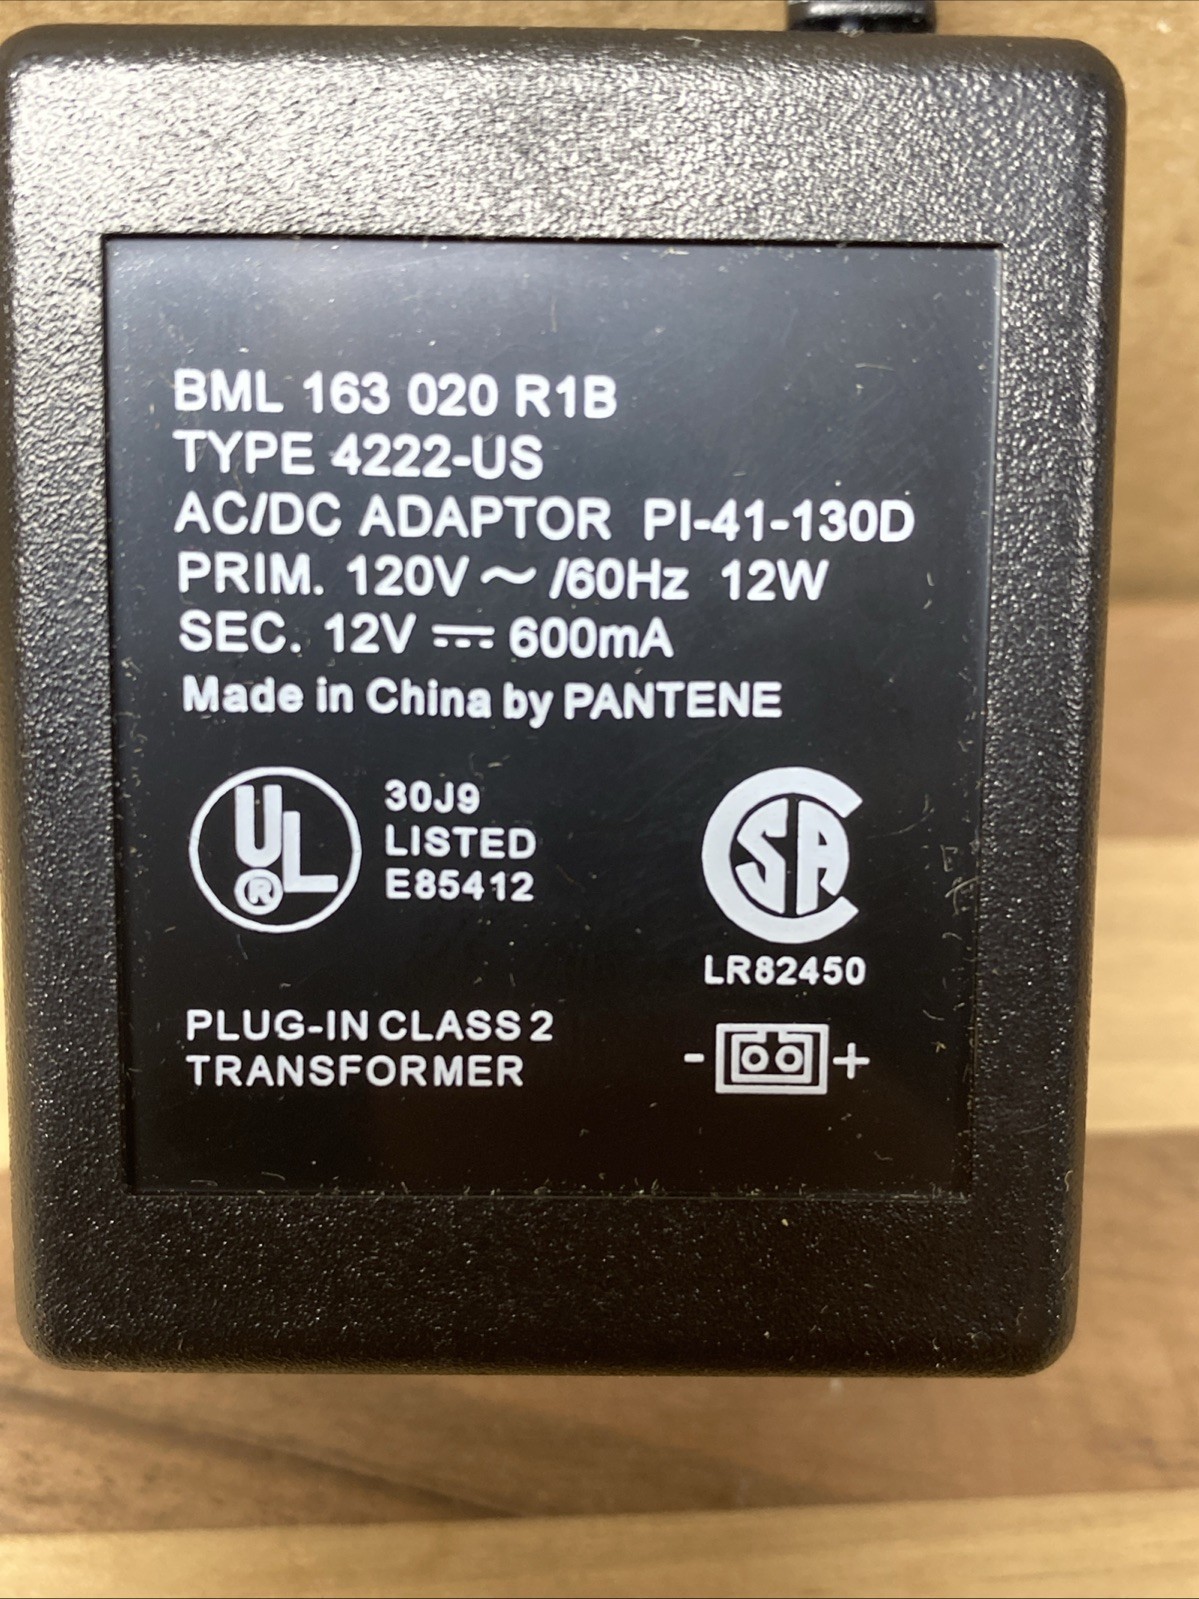 BML 163 020 R1B
TYPE 4222-US
AC/DC ADAPTOR PI-41-130D
PRIM. 120V ~ /60Hz 12W
SEC. 12V ⎓ 600mA
Made in China by PANTENE
UL ®
30J9
LISTED
E85412
CSA
LR82450
PLUG-IN CLASS 2
TRANSFORMER
- +